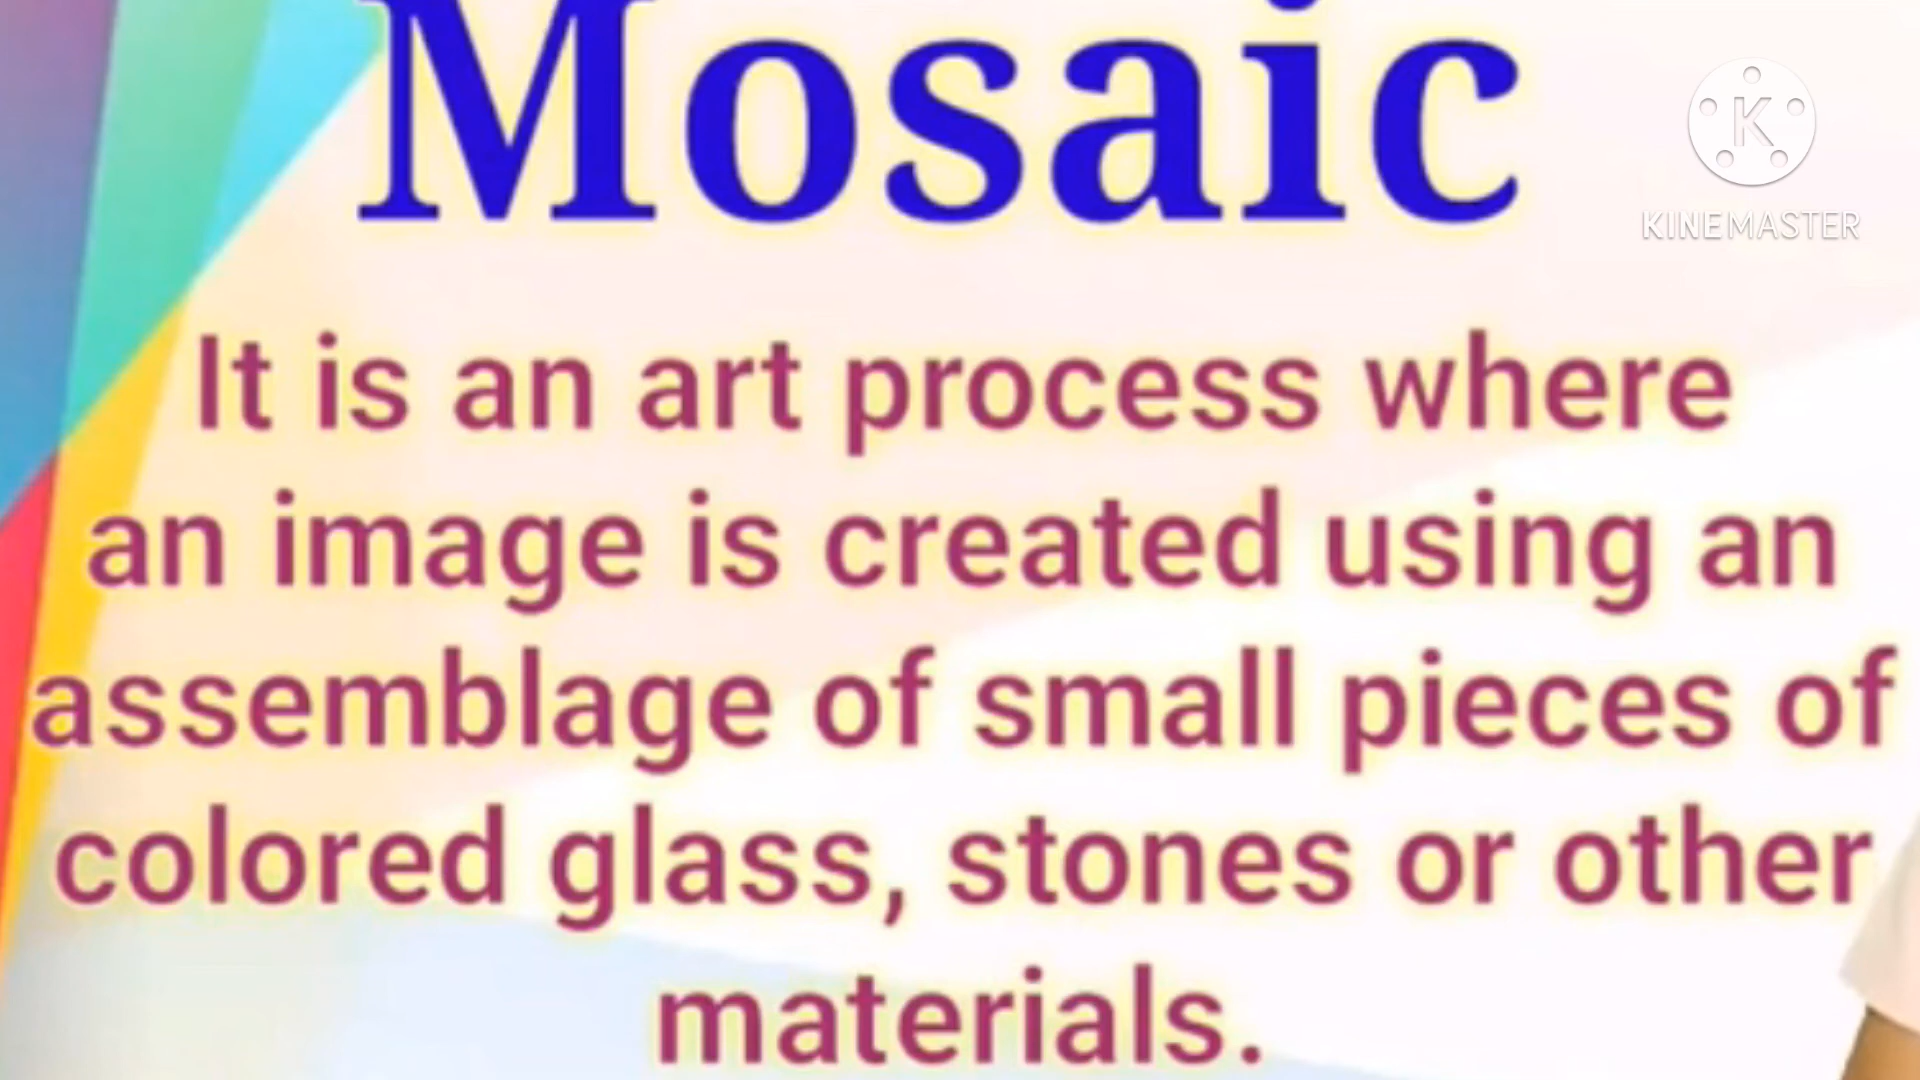 Mosaic
K
KINEMASTER
It is an art process where
an image is created using an
assemblage of small pieces of
colored glass, stones or other
materials.